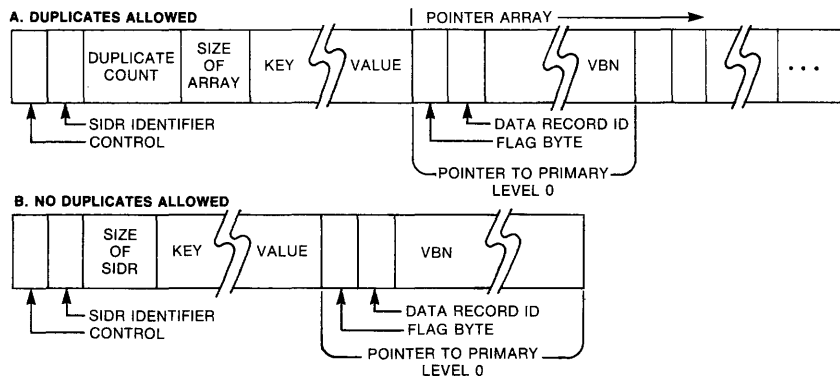 A. DUPLICATES ALLOWED
POINTER ARRAY
DUPLICATE COUNT
SIZE OF ARRAY
KEY
VALUE
VBN
...
SIDR IDENTIFIER
CONTROL
DATA RECORD ID
FLAG BYTE
POINTER TO PRIMARY
LEVEL 0
B. NO DUPLICATES ALLOWED
SIZE OF SIDR
KEY
VALUE
VBN
SIDR IDENTIFIER
CONTROL
DATA RECORD ID
FLAG BYTE
POINTER TO PRIMARY
LEVEL 0